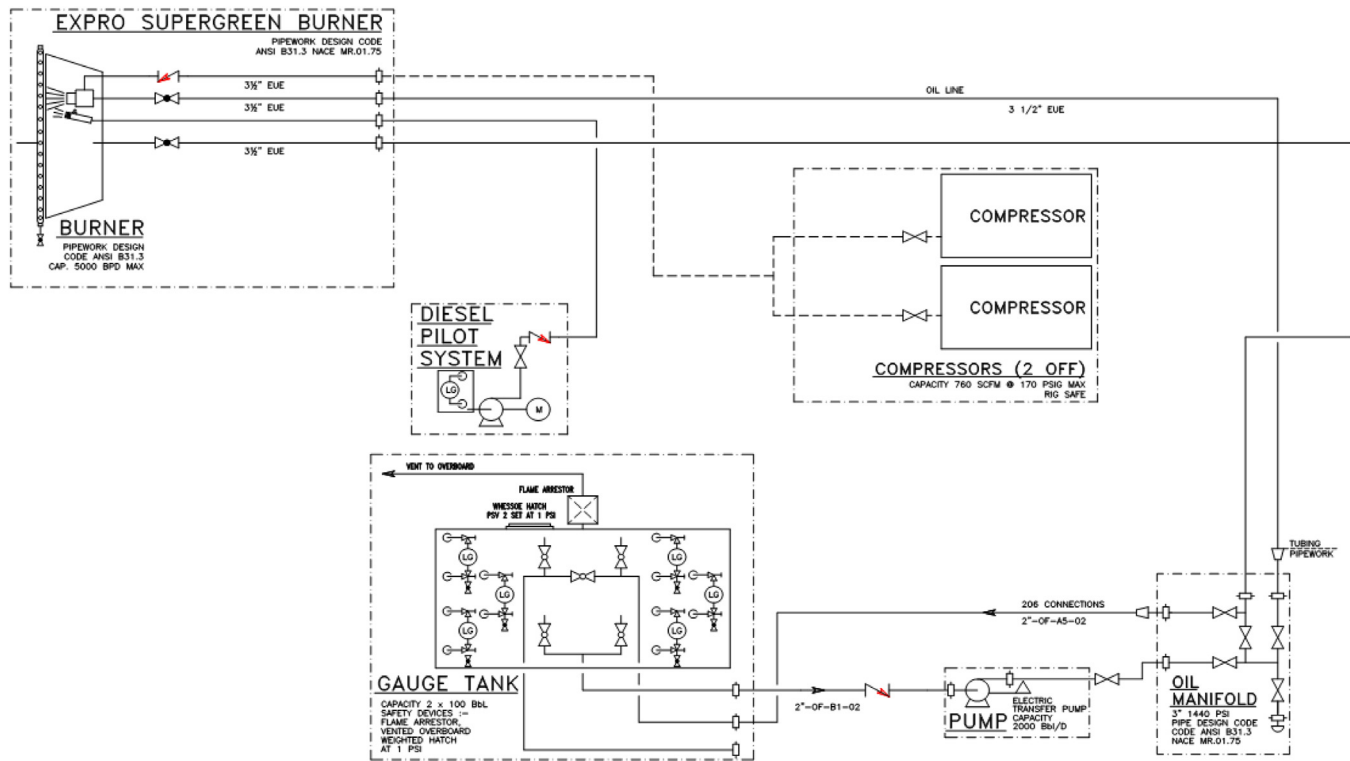 EXPRO SUPERGREEN BURNER
PIPEWORK DESIGN CODE
ANSI B31.3 NACE MR.01.75
3½" EUE
3½" EUE
3½" EUE
OIL LINE
3 1/2" EUE
BURNER
PIPEWORK DESIGN
CODE ANSI B31.3
CAP. 5000 BPD MAX
COMPRESSOR
COMPRESSOR
COMPRESSORS (2 OFF)
CAPACITY 760 SCFM @ 170 PSIG MAX
RIG SAFE
DIESEL
PILOT
SYSTEM
LG
M
VENT TO OVERBOARD
FLAME ARRESTOR
WHESSOE HATCH
PSV 2 SET AT 1 PSI
LG
LG
LG
LG
LG
LG
GAUGE TANK
CAPACITY 2 x 100 BbL
SAFETY DEVICES :-
FLAME ARRESTOR,
VENTED OVERBOARD
WEIGHTED HATCH
AT 1 PSI
TUBING
PIPEWORK
206 CONNECTIONS
2"-OF-A5-02
2"-OF-B1-02
PUMP
ELECTRIC
TRANSFER PUMP
CAPACITY
2000 Bbl/D
OIL
MANIFOLD
3" 1440 PSI
PIPE DESIGN CODE
CODE ANSI B31.3
NACE MR.01.75